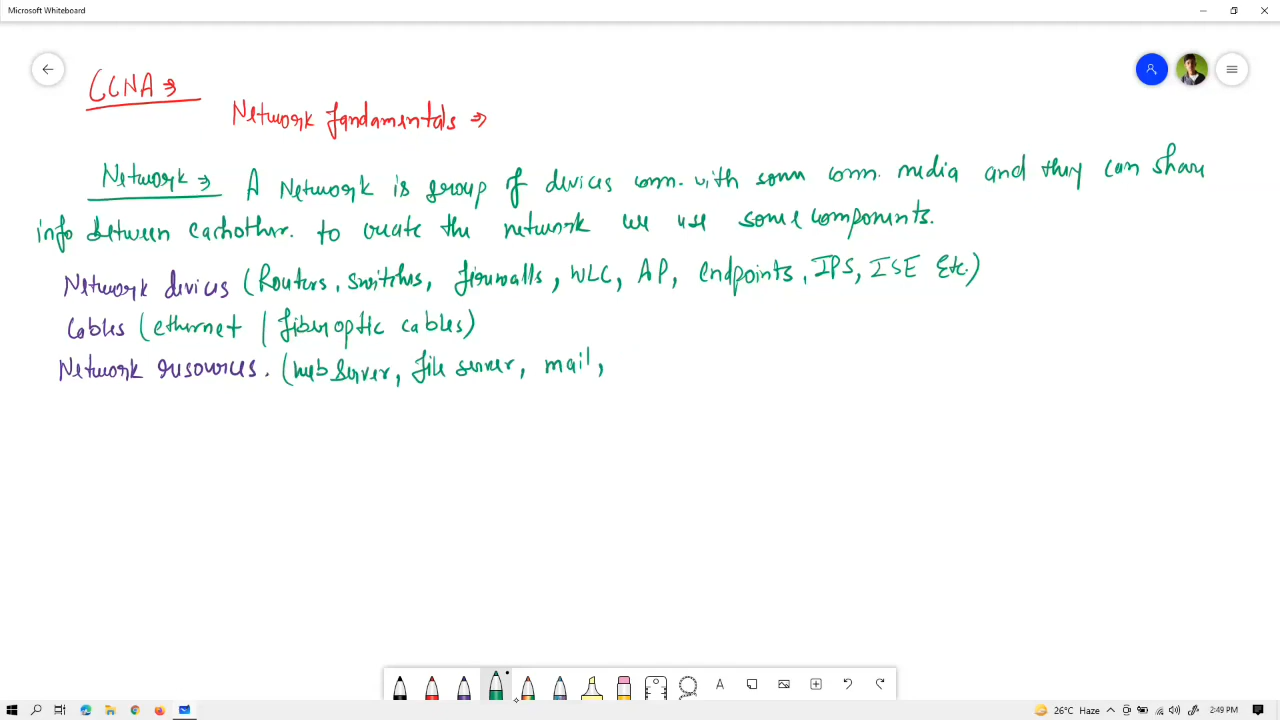 Microsoft Whiteboard
CCNA →
Network fundamentals →
Network → A Network is group of devices conn. with somn conn. media and they can share
info between eachother. to create the network we use some components.
Network devices (Routers, switches, firewalls, WLC, AP, endpoints, IPS, ISE Etc.)
Cables (ethernet | fiber optic cables)
Network resources. (web server, file server, mail,
A
26°C Haze
2:49 PM